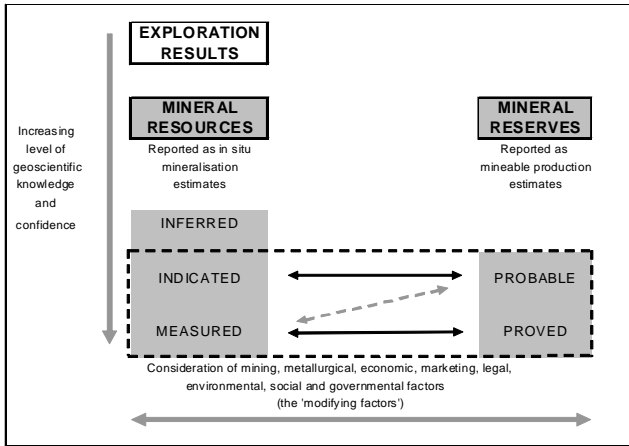 EXPLORATION
RESULTS
MINERAL
RESOURCES
MINERAL
RESERVES
Reported as in situ
mineralisation
estimates
Reported as
mineable production
estimates
Increasing
level of
geoscientific
knowledge
and
confidence
INFERRED
INDICATED
PROBABLE
MEASURED
PROVED
Consideration of mining, metallurgical, economic, marketing, legal,
environmental, social and governmental factors
(the 'modifying factors')